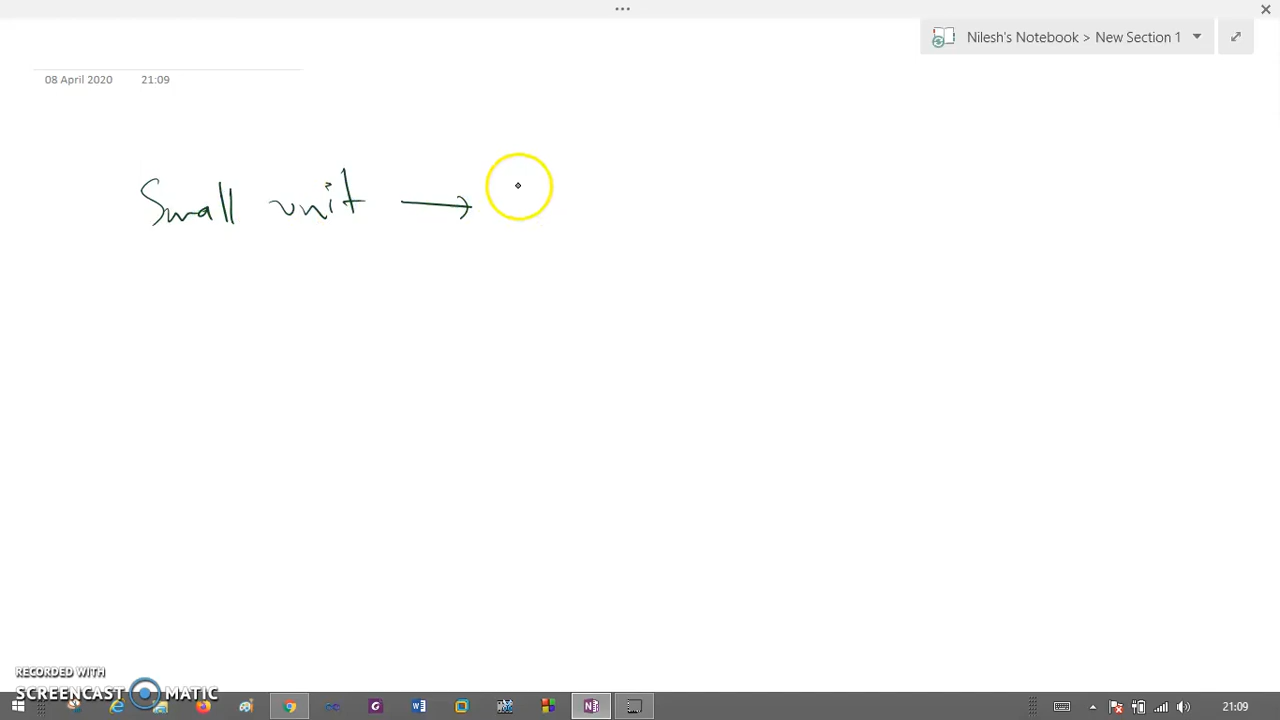 Nilesh's Notebook > New Section 1
08 April 2020 21:09
Small unit →
RECORDED WITH
SCREENCAST MATIC
21:09